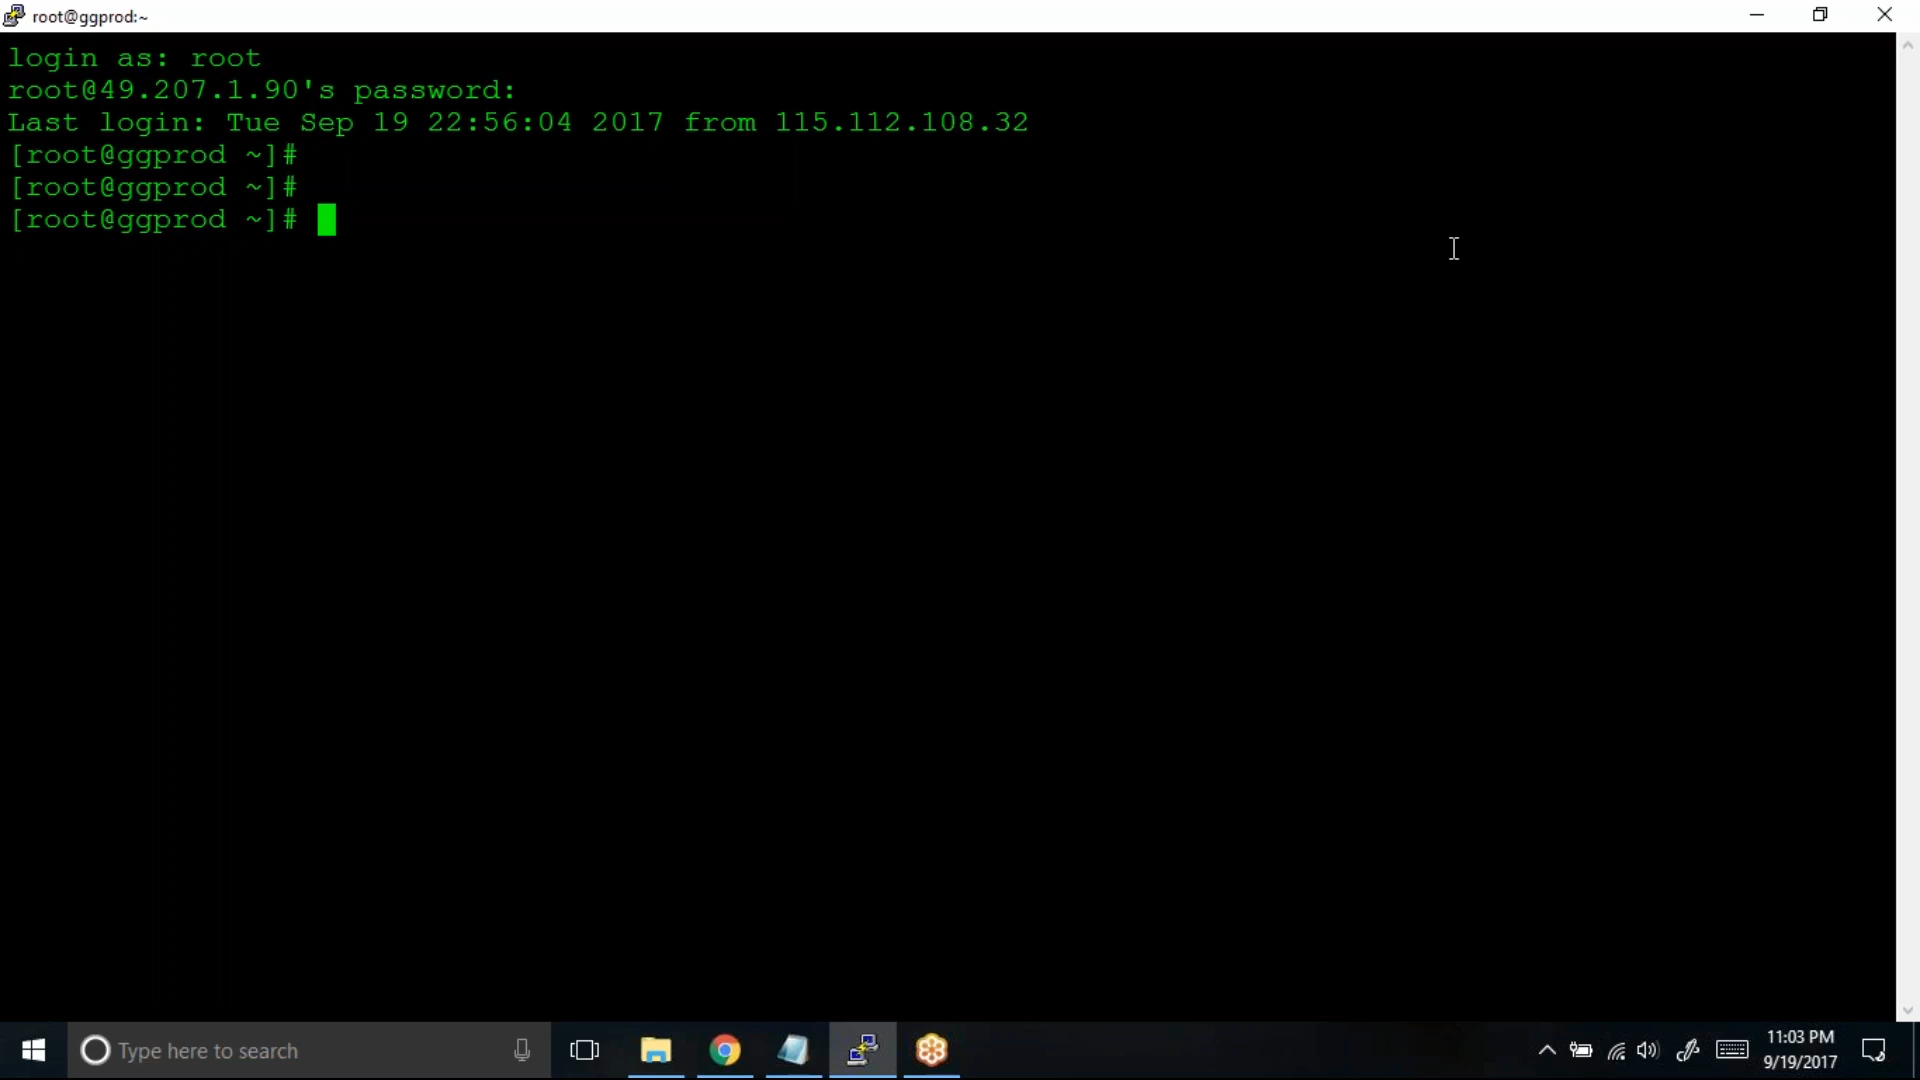 root@ggprod:~
login as: root
root@49.207.1.90's password:
Last login: Tue Sep 19 22:56:04 2017 from 115.112.108.32
[root@ggprod ~]#
[root@ggprod ~]#
[root@ggprod ~]#
Type here to search
11:03 PM
9/19/2017